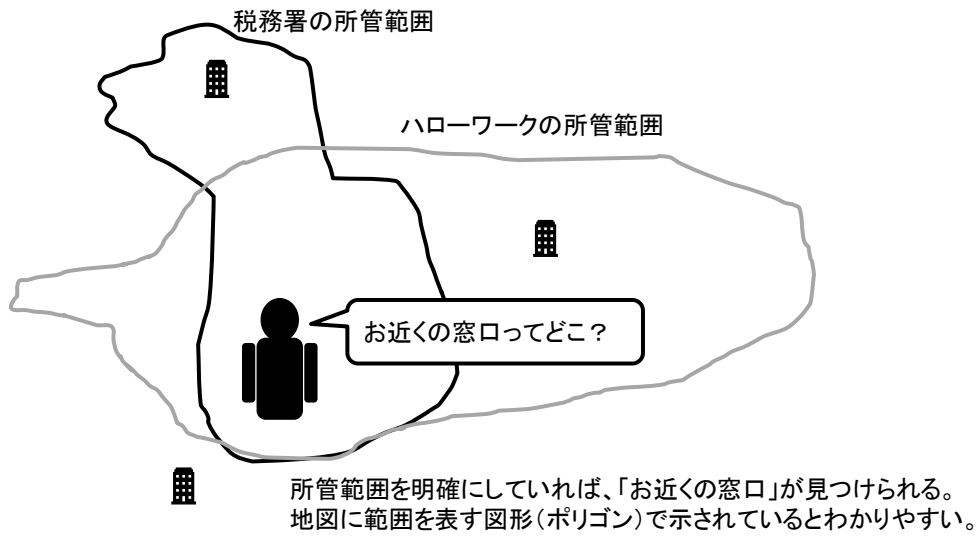 税務署の所管範囲
ハローワークの所管範囲
お近くの窓口ってどこ？
所管範囲を明確にしていれば、「お近くの窓口」が見つけられる。
地図に範囲を表す図形（ポリゴン）で示されているとわかりやすい。